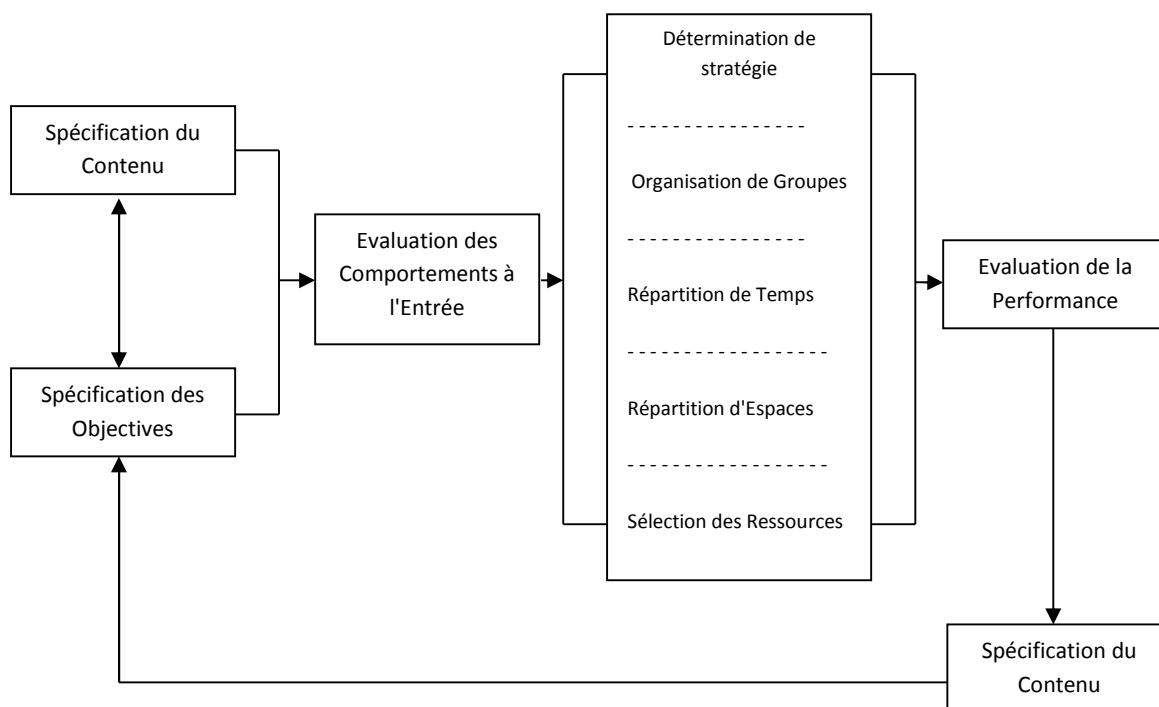 Spécification du
Contenu
Spécification des
Objectives
Evaluation des
Comportements à
l'Entrée
Détermination de
stratégie
- - - - - - - - - - - - - - - -
Organisation de Groupes
- - - - - - - - - - - - - - - -
Répartition de Temps
- - - - - - - - - - - - - - - - - -
Répartition d'Espaces
- - - - - - - - - - - - - - - - - -
Sélection des Ressources
Evaluation de la
Performance
Spécification du
Contenu